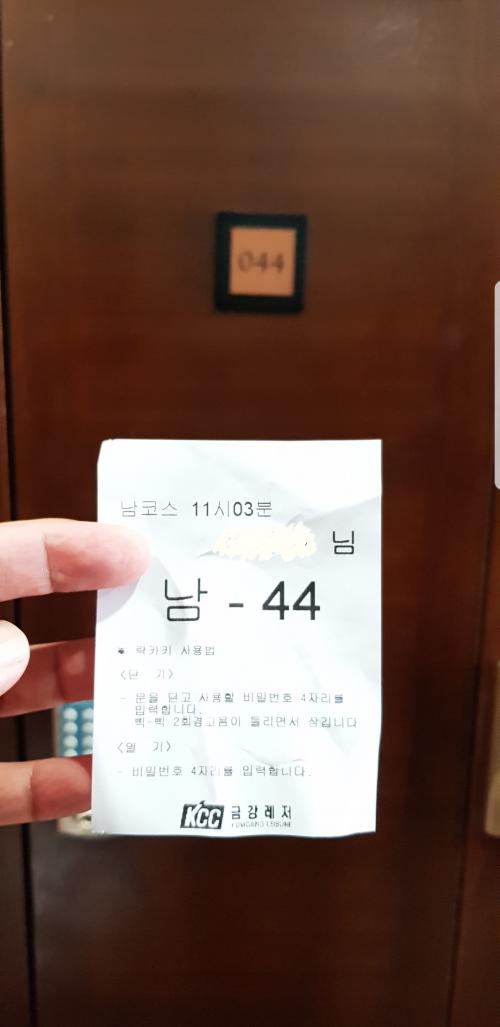 044
남코스 11시03분
님
남 - 44
* 락카키 사용법
<닫 기>
- 문을 닫고 사용할 비밀번호 4자리를
입력합니다.
삑-삑 2회경고음이 들리면서 잠깁니다
<열 기>
- 비밀번호 4자리를 입력합니다.
KCC 금강레저
KUMGANG LEISURE